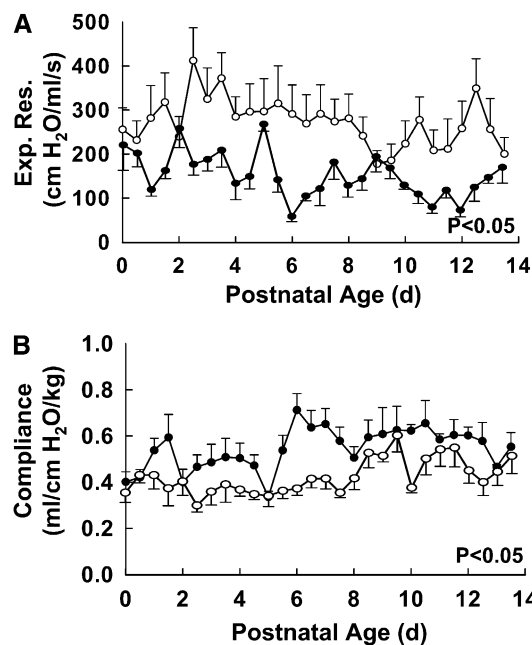 A
Exp. Res.
(cm H2O/ml/s)
500
400
300
200
100
0
0 2 4 6 8 10 12 14
P<0.05
Postnatal Age (d)
B
Compliance
(ml/cm H2O/kg)
1.0
0.8
0.6
0.4
0.2
0.0
P<0.05
0 2 4 6 8 10 12 14
Postnatal Age (d)